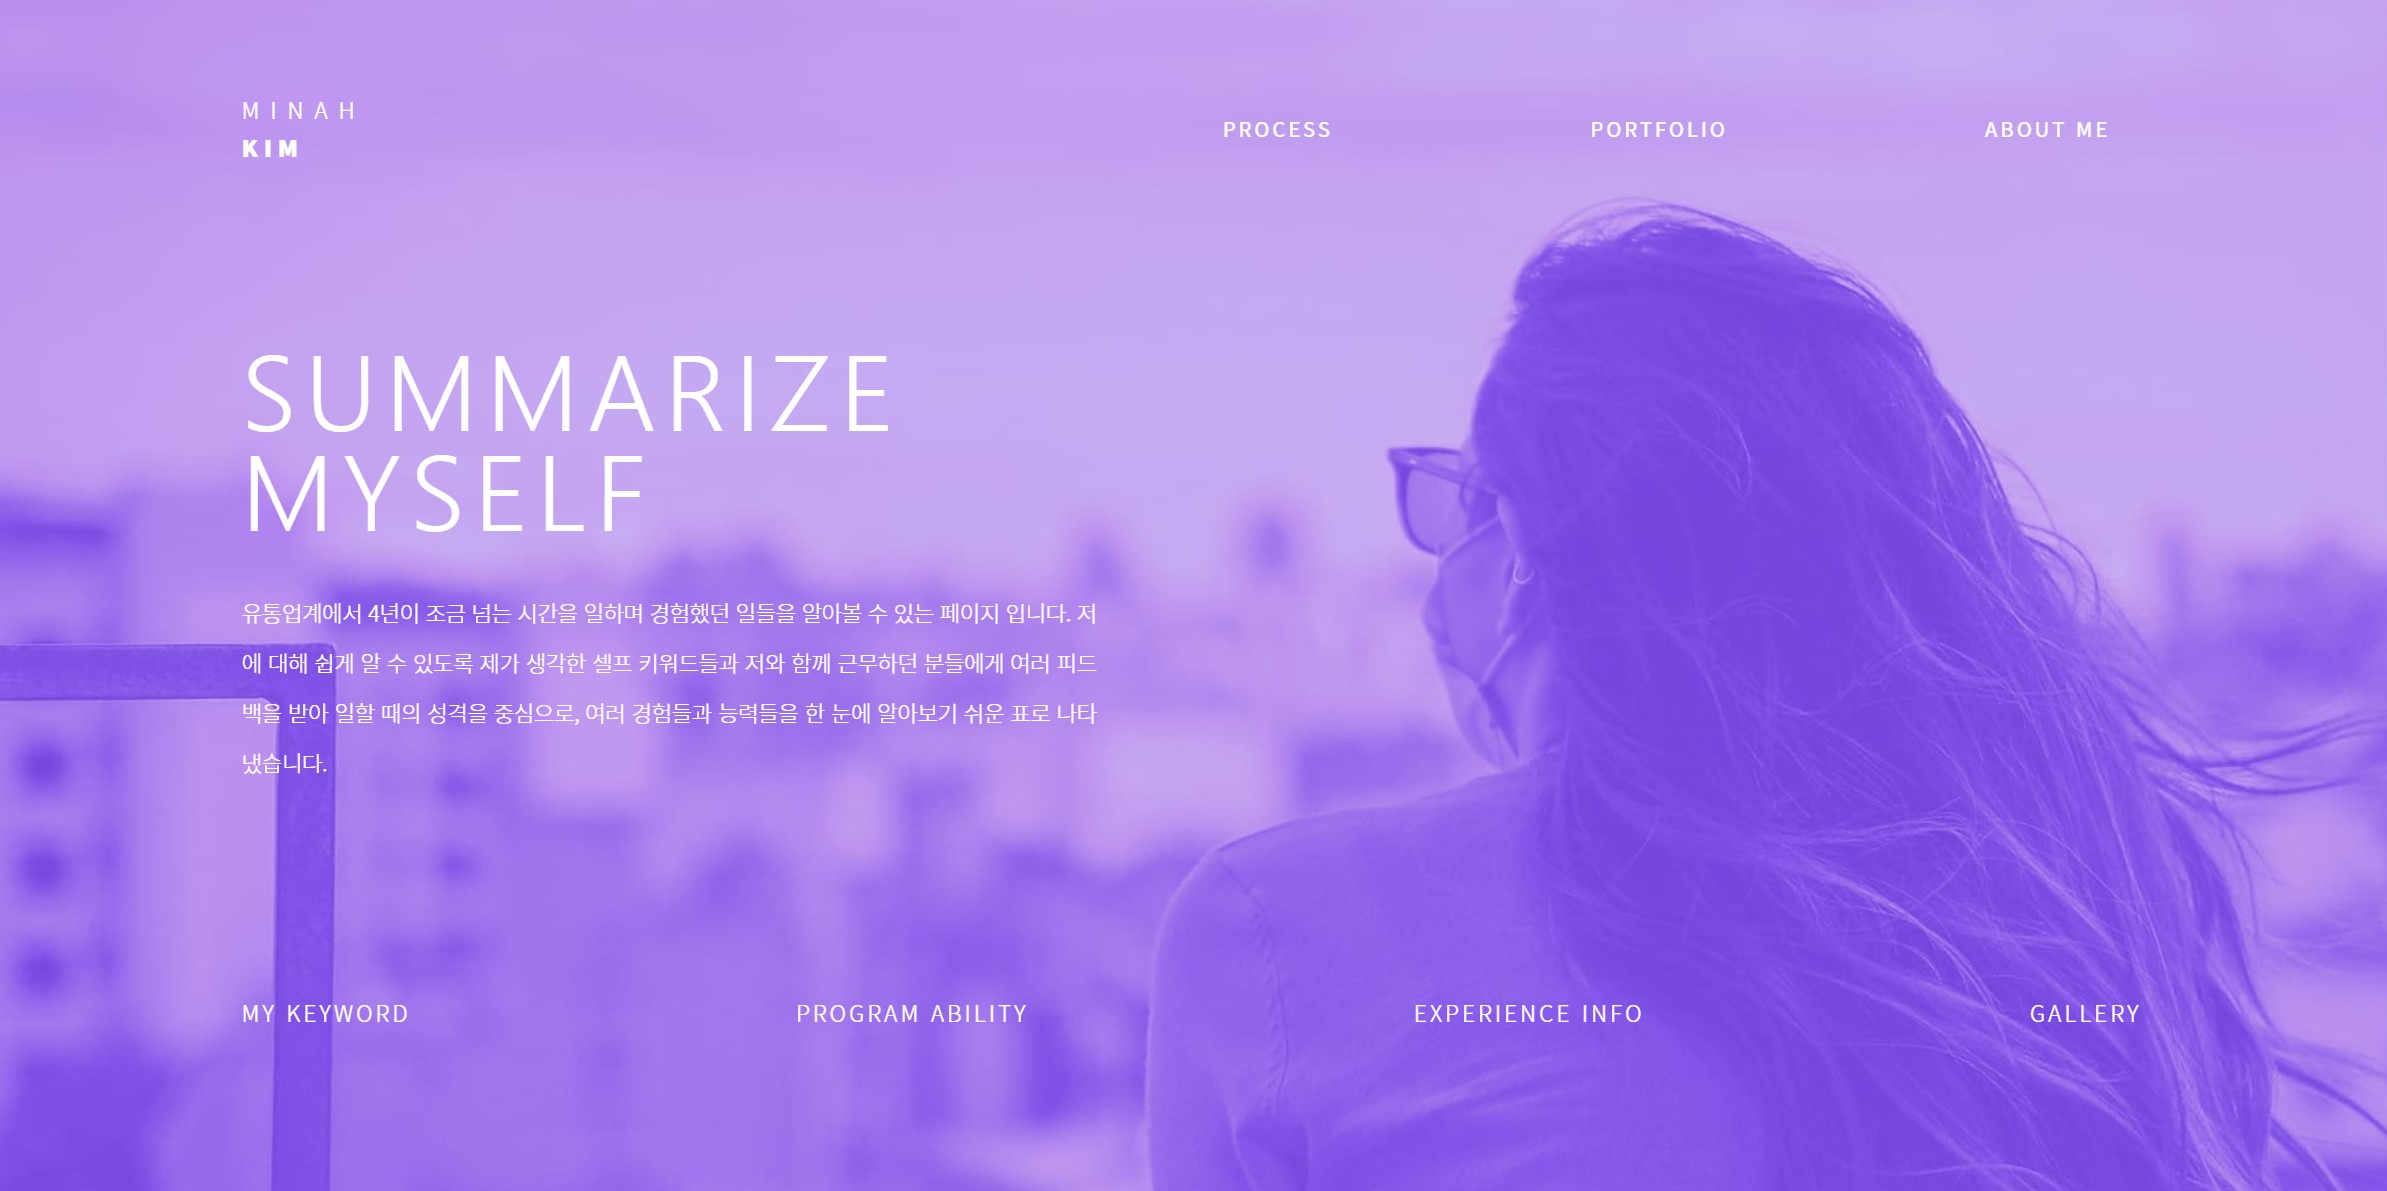 MINAH
KIM
PROCESS
PORTFOLIO
ABOUT ME
SUMMARIZE
MYSELF
유통업계에서 4년이 조금 넘는 시간을 일하며 경험했던 일들을 알아볼 수 있는 페이지 입니다. 저
에 대해 쉽게 알 수 있도록 제가 생각한 셀프 키워드들과 저와 함께 근무하던 분들에게 여러 피드
백을 받아 일할 때의 성격을 중심으로, 여러 경험들과 능력들을 한 눈에 알아보기 쉬운 표로 나타
냈습니다.
MY KEYWORD
PROGRAM ABILITY
EXPERIENCE INFO
GALLERY